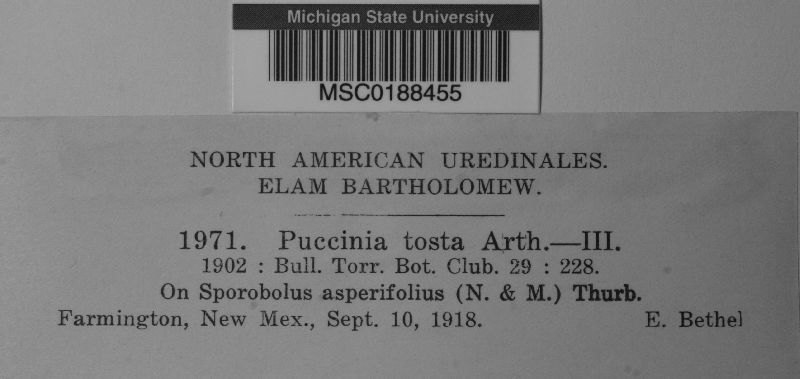 Michigan State University
MSC0188455
NORTH AMERICAN UREDINALES.
ELAM BARTHOLOMEW.
1971. Puccinia tosta Arth.—III.
1902 : Bull. Torr. Bot. Club. 29 : 228.
On Sporobolus asperifolius (N. & M.) Thurb.
Farmington, New Mex., Sept. 10, 1918. E. Bethel